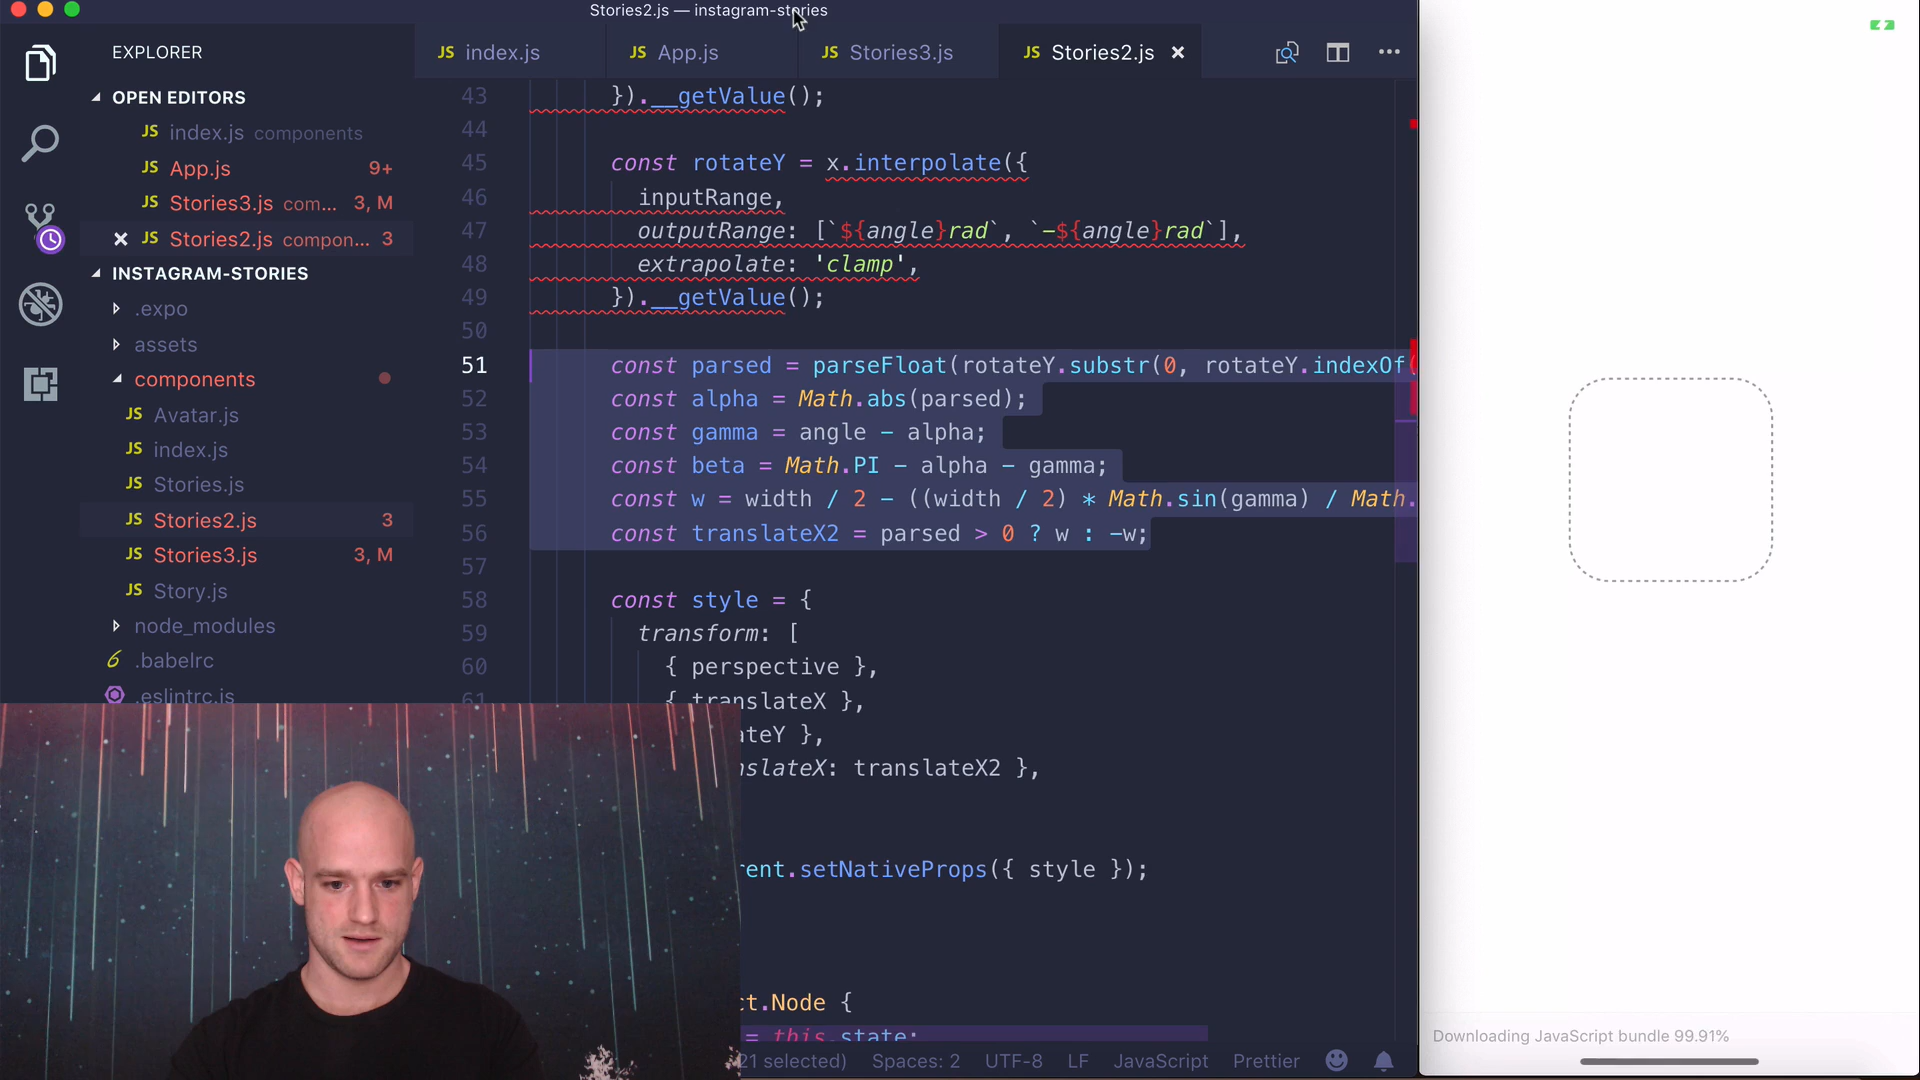 Stories2.js — instagram-stories
EXPLORER
JS index.js
JS App.js
JS Stories3.js
JS Stories2.js
OPEN EDITORS
JS index.js components
JS App.js 9+
JS Stories3.js com... 3, M
JS Stories2.js compon... 3
INSTAGRAM-STORIES
.expo
assets
components
JS Avatar.js
JS index.js
JS Stories.js
JS Stories2.js 3
JS Stories3.js 3, M
JS Story.js
node_modules
6 .babelrc
.eslintrc.js
43 }).__getValue();
44
45 const rotateY = x.interpolate({
46 inputRange,
47 outputRange: [`${angle}rad`, `-${angle}rad`],
48 extrapolate: 'clamp',
49 }).__getValue();
50
51 const parsed = parseFloat(rotateY.substr(0, rotateY.indexOf(
52 const alpha = Math.abs(parsed);
53 const gamma = angle - alpha;
54 const beta = Math.PI - alpha - gamma;
55 const w = width / 2 - ((width / 2) * Math.sin(gamma) / Math.
56 const translateX2 = parsed > 0 ? w : -w;
57
58 const style = {
59 transform: [
60 { perspective },
61 { translateX },
ateY },
nslateX: translateX2 },
rent.setNativeProps({ style });
ct.Node {
= this.state;
21 selected) Spaces: 2 UTF-8 LF JavaScript Prettier
Downloading JavaScript bundle 99.91%